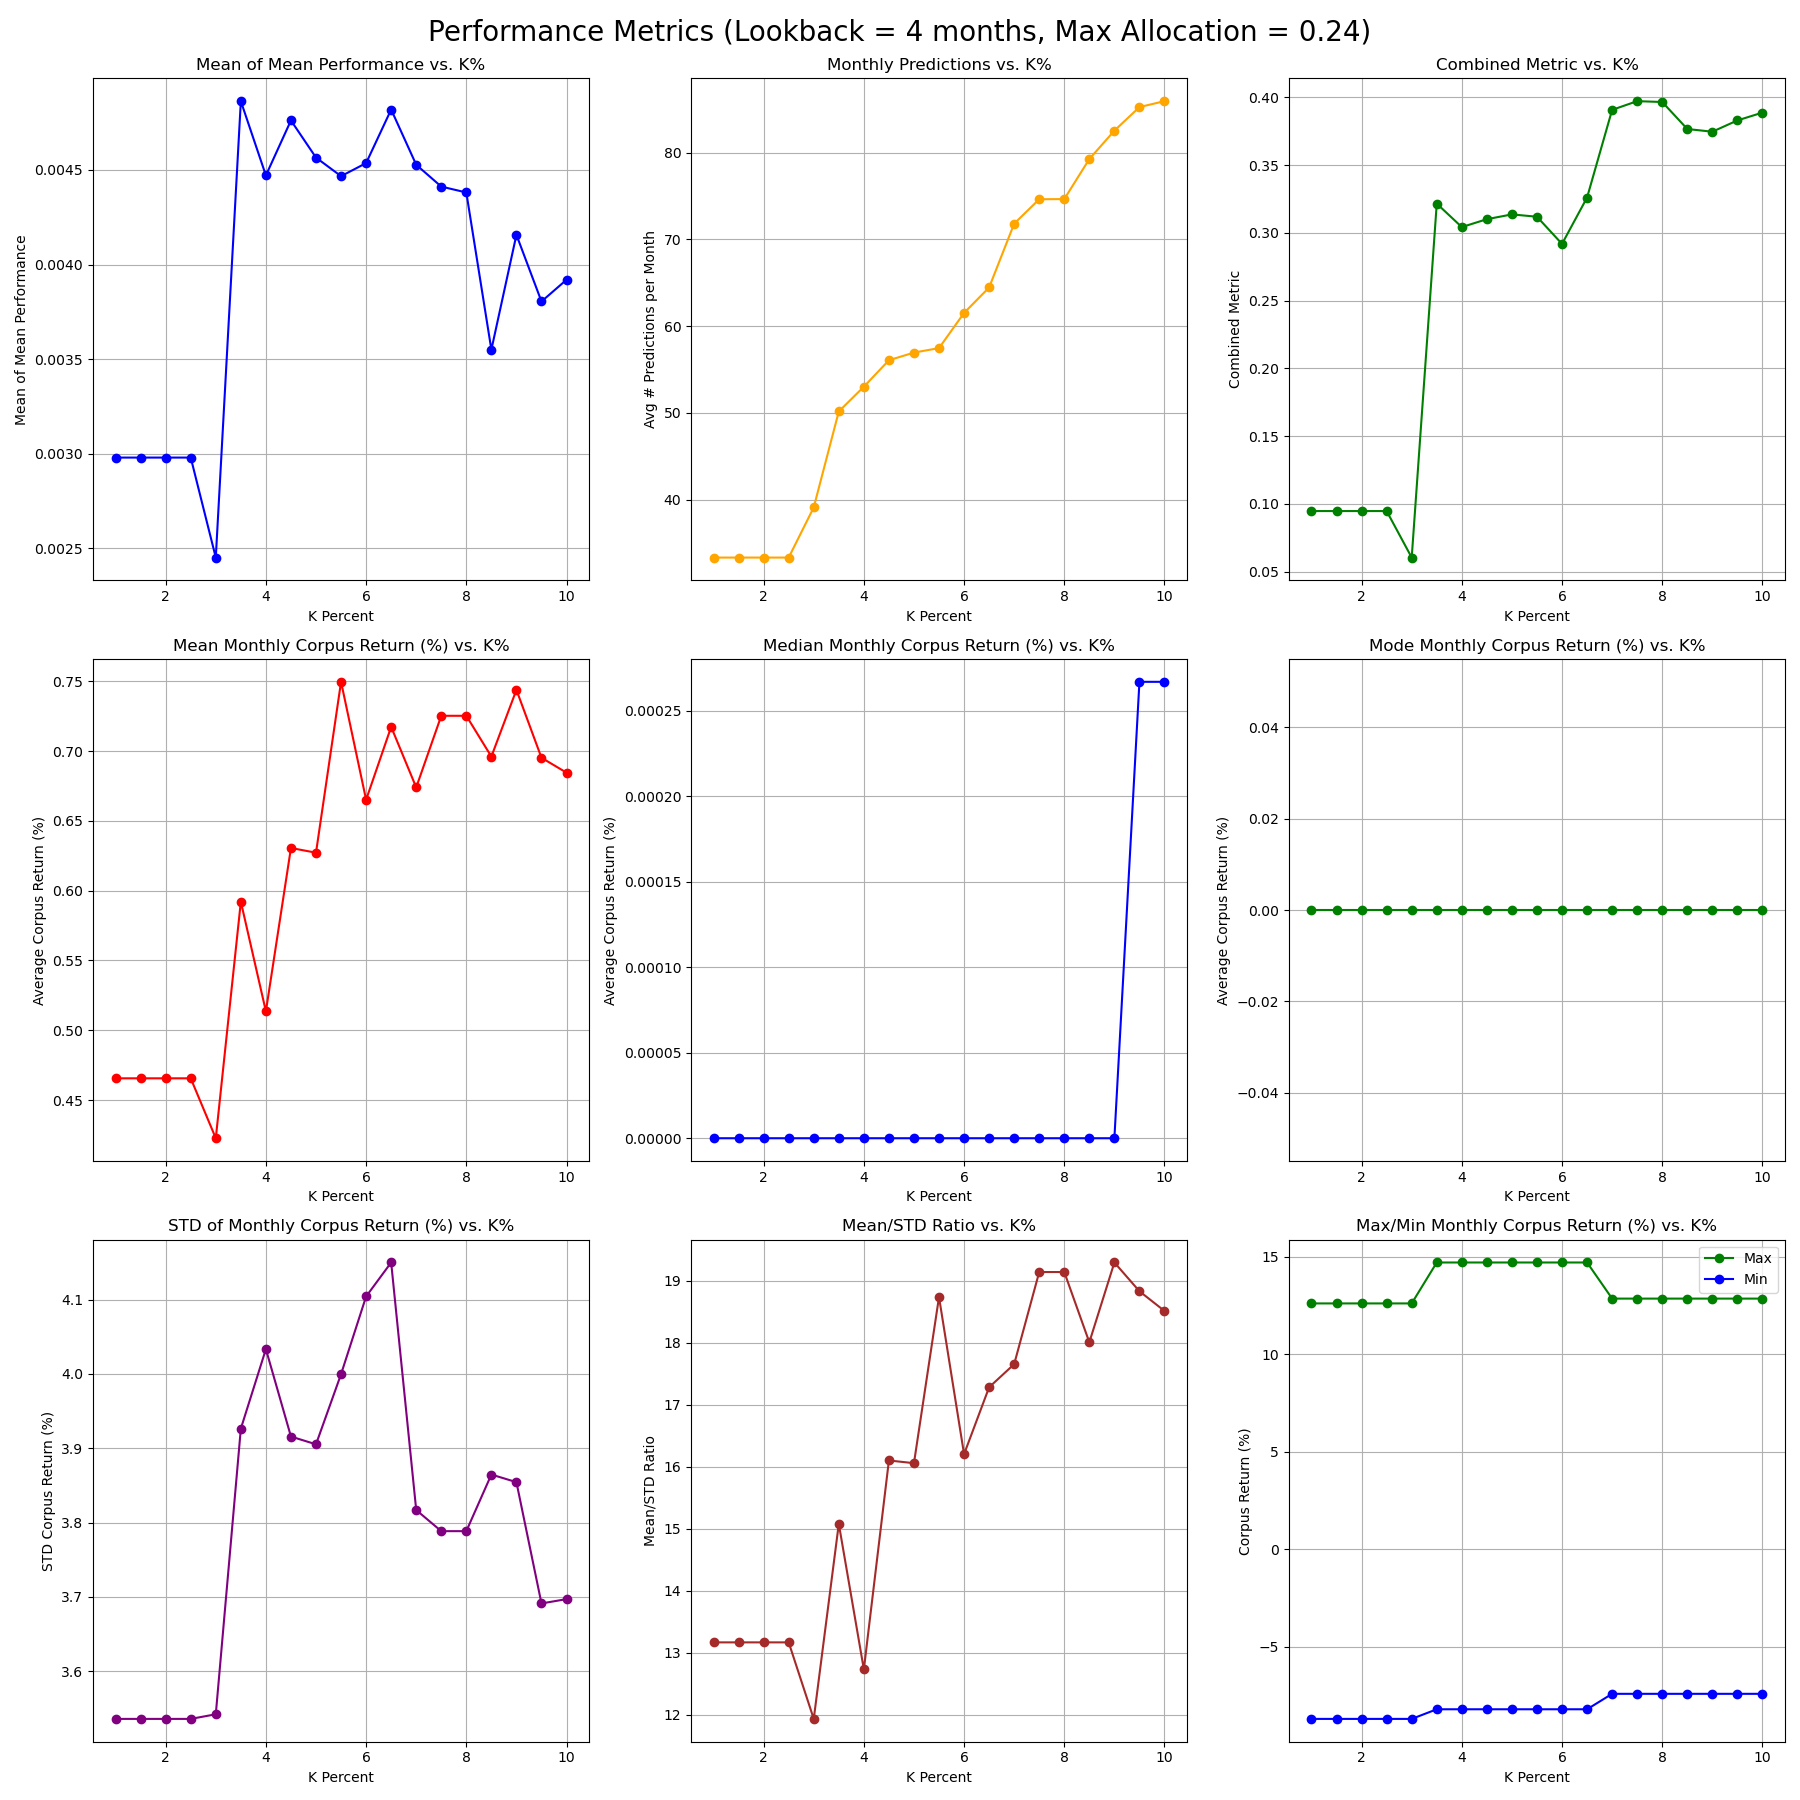 Performance Metrics (Lookback = 4 months, Max Allocation = 0.24)
Mean of Mean Performance vs. K%
Mean of Mean Performance
0.0045
0.0040
0.0035
0.0030
0.0025
2 4 6 8 10
K Percent
Monthly Predictions vs. K%
Avg # Predictions per Month
80
70
60
50
40
2 4 6 8 10
K Percent
Combined Metric vs. K%
Combined Metric
0.40
0.35
0.30
0.25
0.20
0.15
0.10
0.05
2 4 6 8 10
K Percent
Mean Monthly Corpus Return (%) vs. K%
Average Corpus Return (%)
0.75
0.70
0.65
0.60
0.55
0.50
0.45
2 4 6 8 10
K Percent
Median Monthly Corpus Return (%) vs. K%
Average Corpus Return (%)
0.00025
0.00020
0.00015
0.00010
0.00005
0.00000
2 4 6 8 10
K Percent
Mode Monthly Corpus Return (%) vs. K%
Average Corpus Return (%)
0.04
0.02
0.00
−0.02
−0.04
2 4 6 8 10
K Percent
STD of Monthly Corpus Return (%) vs. K%
STD Corpus Return (%)
4.1
4.0
3.9
3.8
3.7
3.6
2 4 6 8 10
K Percent
Mean/STD Ratio vs. K%
Mean/STD Ratio
19
18
17
16
15
14
13
12
2 4 6 8 10
K Percent
Max/Min Monthly Corpus Return (%) vs. K%
Corpus Return (%)
15
10
5
0
−5
2 4 6 8 10
K Percent
Max
Min